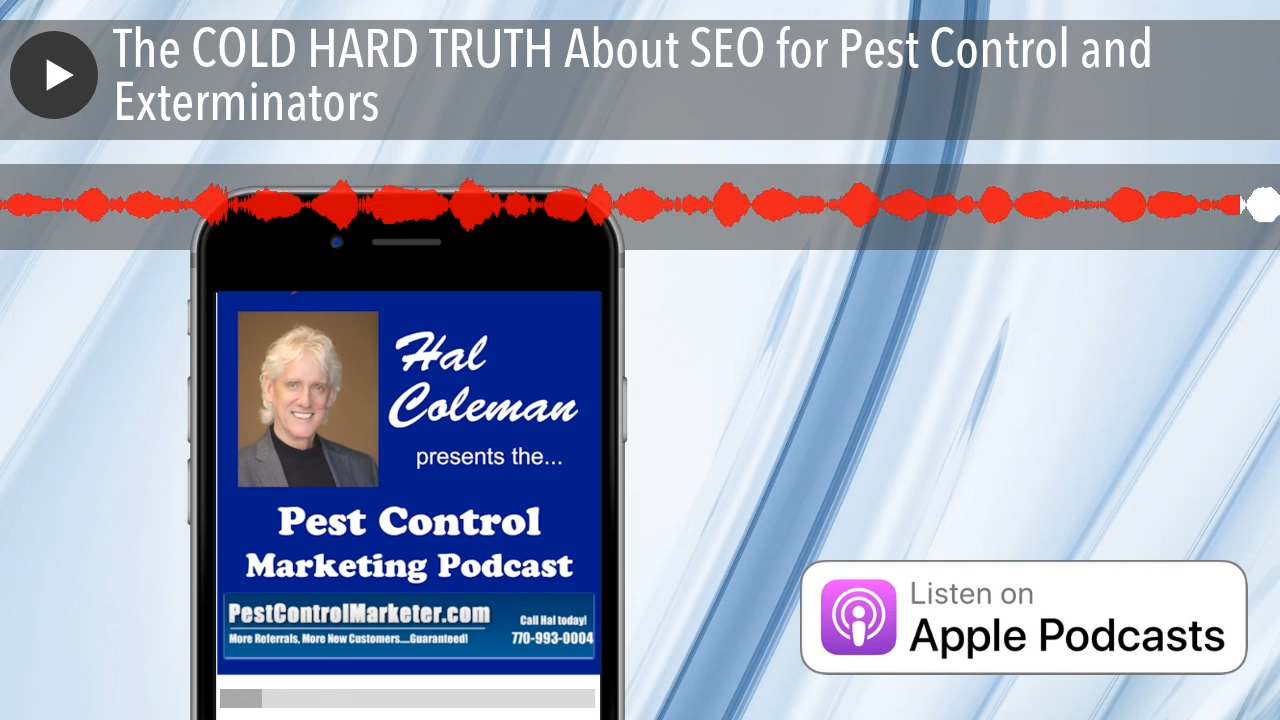 The COLD HARD TRUTH About SEO for Pest Control and
Exterminators
Hal
Coleman
presents the...
Pest Control
Marketing Podcast
PestControlMarketer.com
More Referrals, More New Customers....Guaranteed!
Call Hal today!
770-993-0004
Listen on
Apple Podcasts